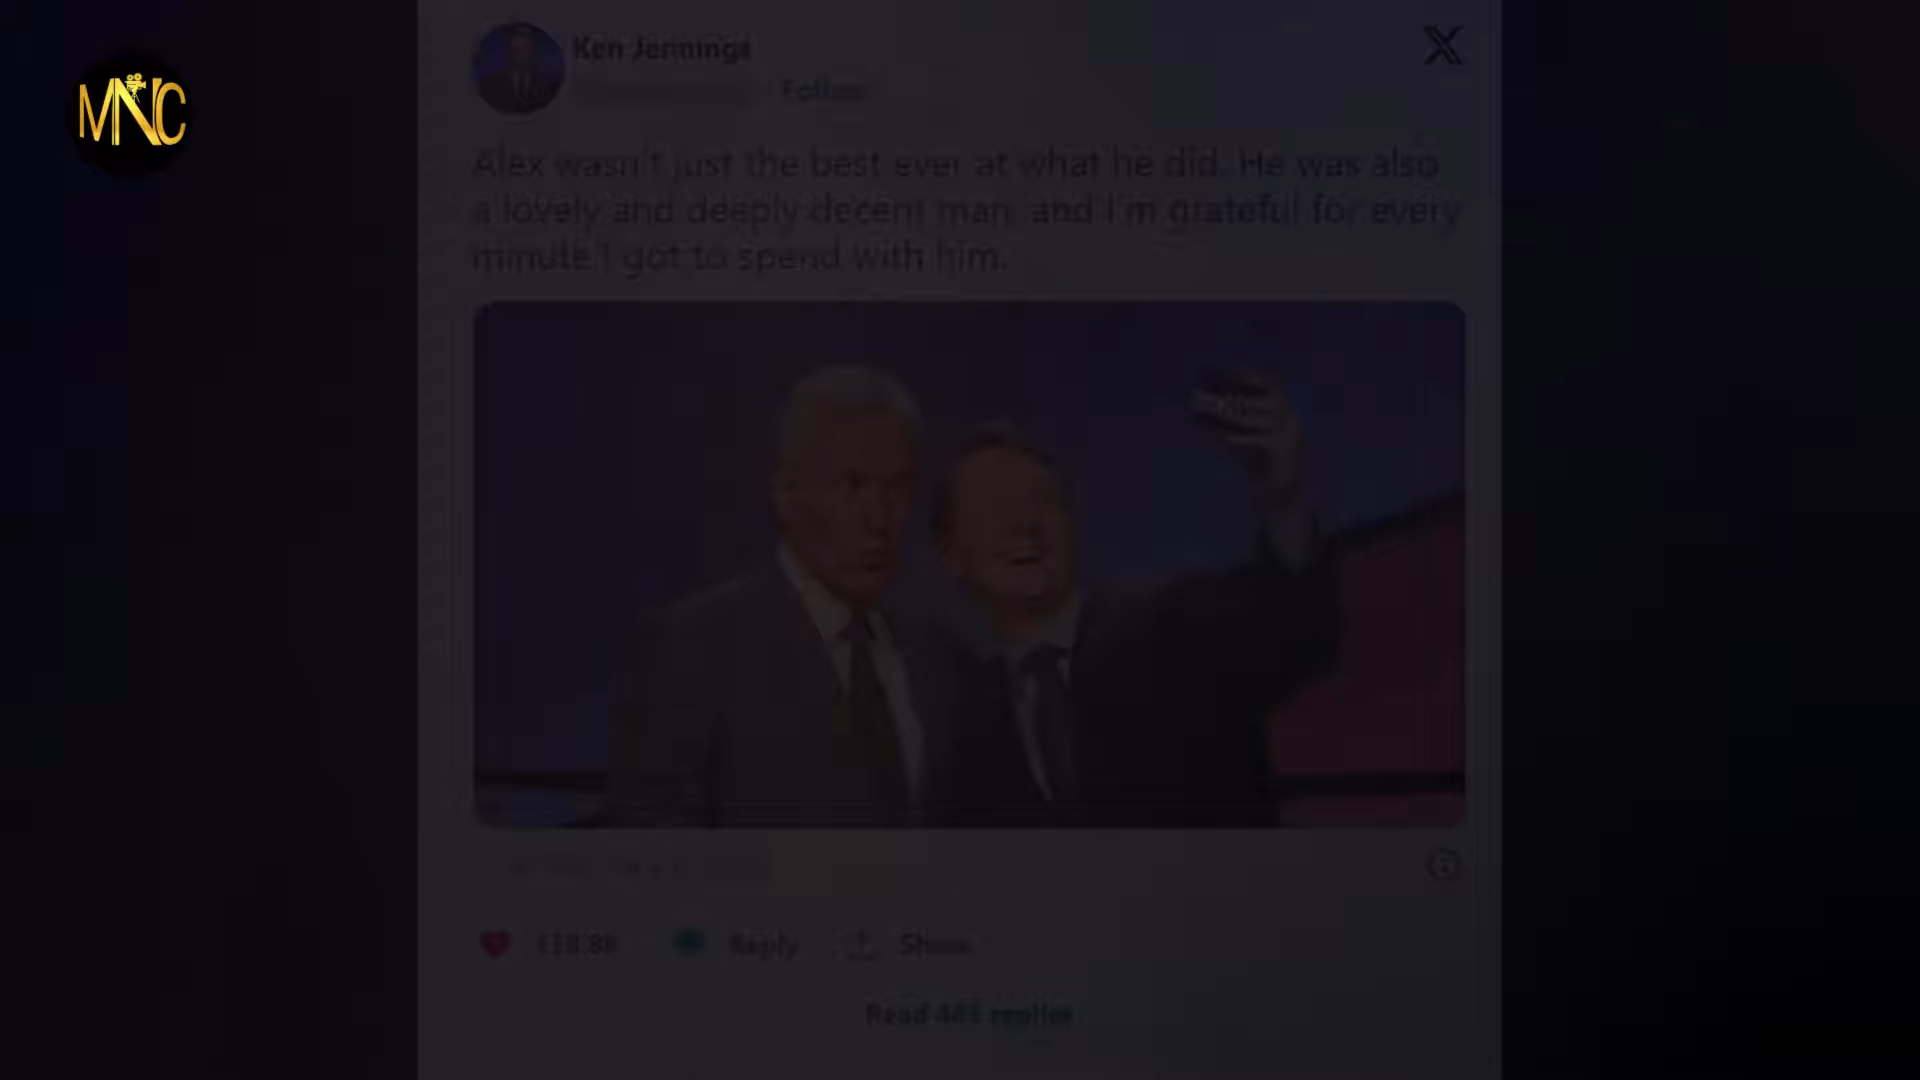 MNC
Ken Jennings
Follow
Alex wasn't just the best ever at what he did. He was also
a lovely and deeply decent man, and I'm grateful for every
minute I got to spend with him.
Reply
Share
Read replies